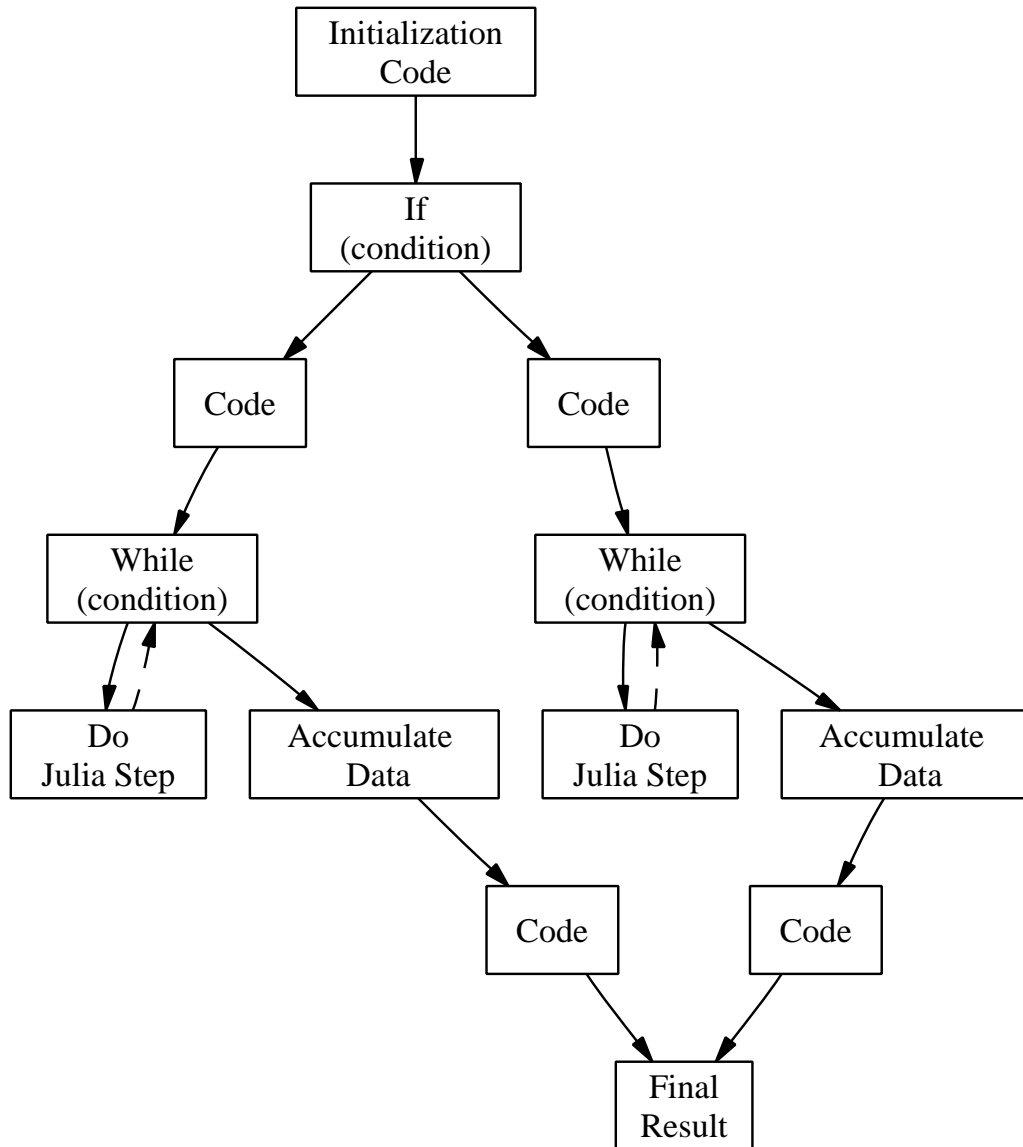 Initialization
Code
If
(condition)
Code
Code
While
(condition)
While
(condition)
Do
Julia Step
Accumulate
Data
Do
Julia Step
Accumulate
Data
Code
Code
Final
Result